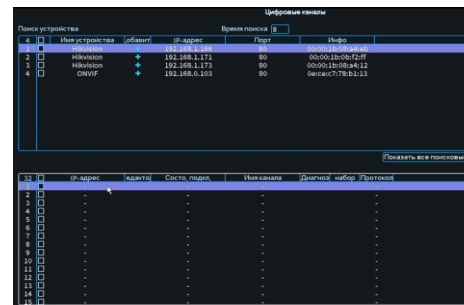 Цифровые каналы
Поиск устройства Время поиска 8
4 Имя устройства обавит IP-адрес Порт Инфо
1 Hikvision + 192.168.1.169 80 00:00:1b:08:a4:eb
2 Hikvision + 192.168.1.171 80 00:00:1b:0b:f2:ff
3 Hikvision + 192.168.1.173 80 00:00:1b:08:a4:12
4 ONVIF + 192.168.0.103 80 0e:ce:c7:78:b1:13
Показать все поисковые
32 IP-адрес едакто Состо, подкл, Имя канала Диагноз набор Протокол
1
2 - - - -
3 - - - -
4 - - - -
5 - - - -
6 - - - -
7 - - - -
8 - - - -
9 - - - -
10 - - - -
11 - - - -
12 - - - -
13 - - - -
14 - - - -
15 - - - -